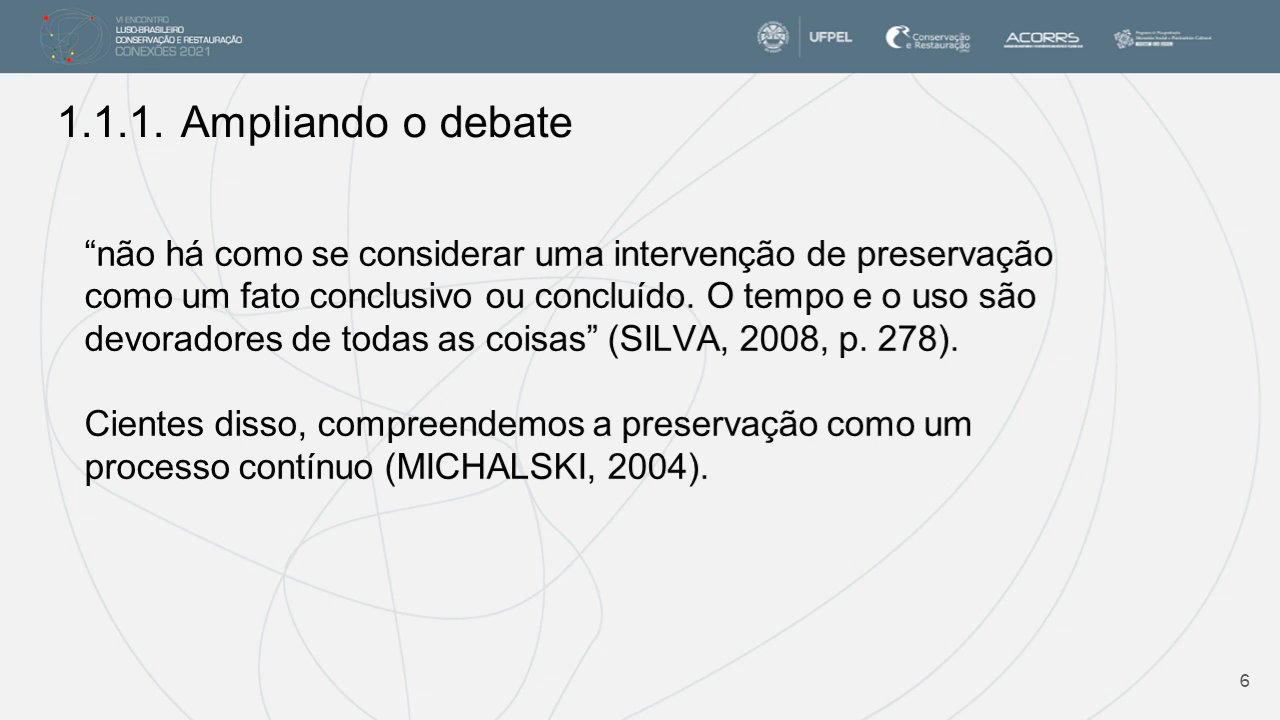 VI ENCONTRO
LUSO-BRASILEIRO
CONSERVAÇÃO E RESTAURAÇÃO
CONEXÕES 2021
UFPEL
Conservação
e Restauração
ACORRS
1.1.1. Ampliando o debate
“não há como se considerar uma intervenção de preservação
como um fato conclusivo ou concluído. O tempo e o uso são
devoradores de todas as coisas” (SILVA, 2008, p. 278).
Cientes disso, compreendemos a preservação como um
processo contínuo (MICHALSKI, 2004).
6